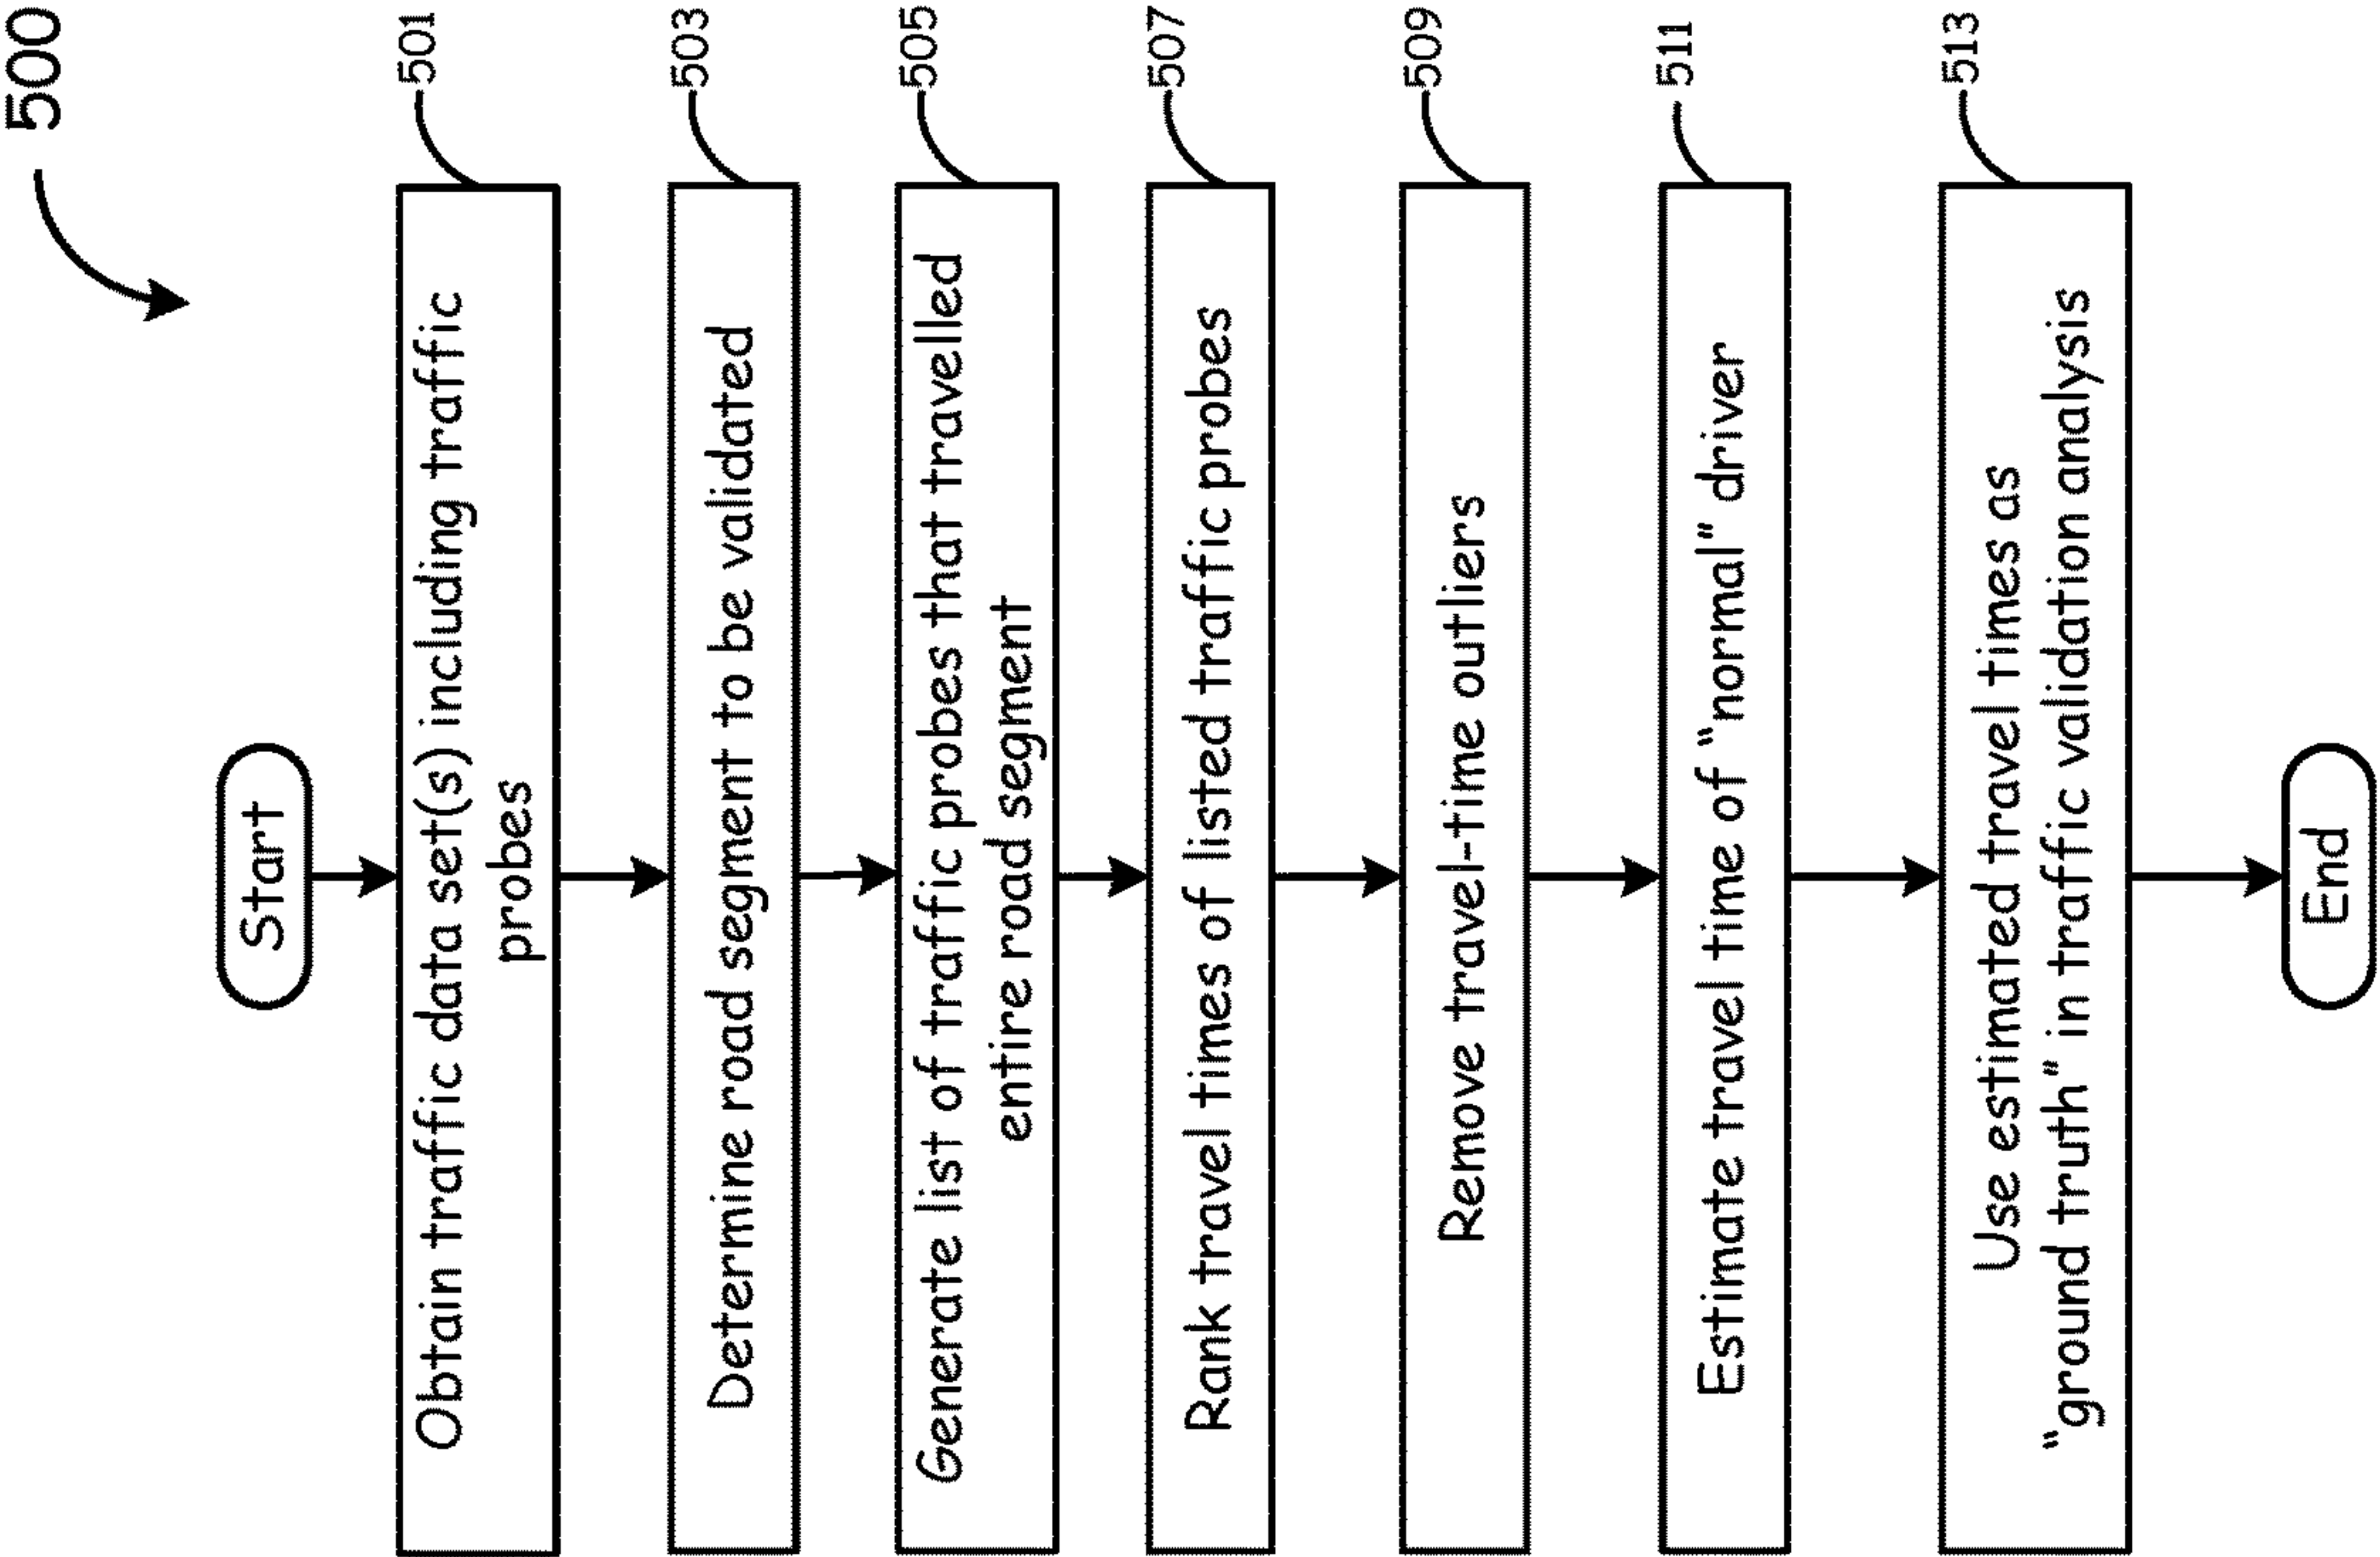 500
Start
Obtain traffic data set(s) including traffic
probes
501
Determine road segment to be validated
503
Generate list of traffic probes that travelled
entire road segment
505
Rank travel times of listed traffic probes
507
Remove travel-time outliers
509
Estimate travel time of “normal” driver
511
Use estimated travel times as
“ground truth” in traffic validation analysis
513
End